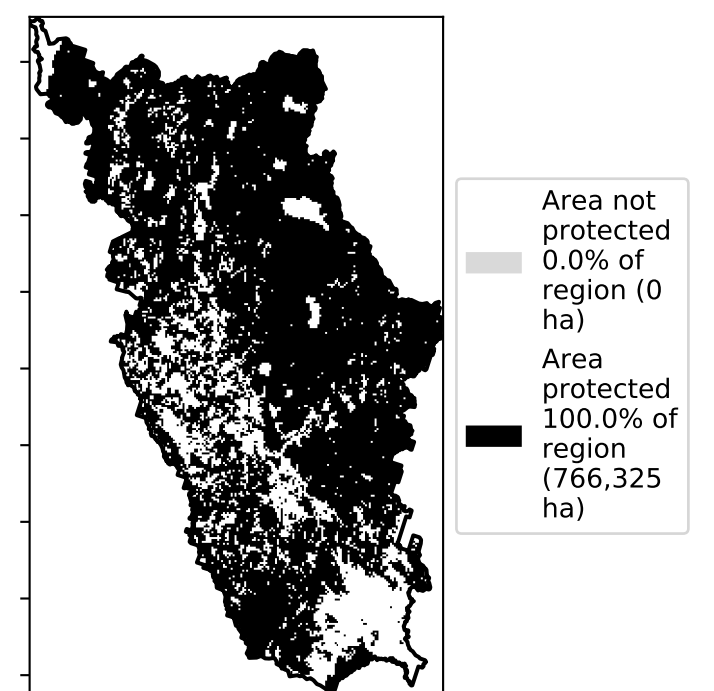 Area not
protected
0.0% of
region (0
ha)
Area
protected
100.0% of
region
(766,325
ha)